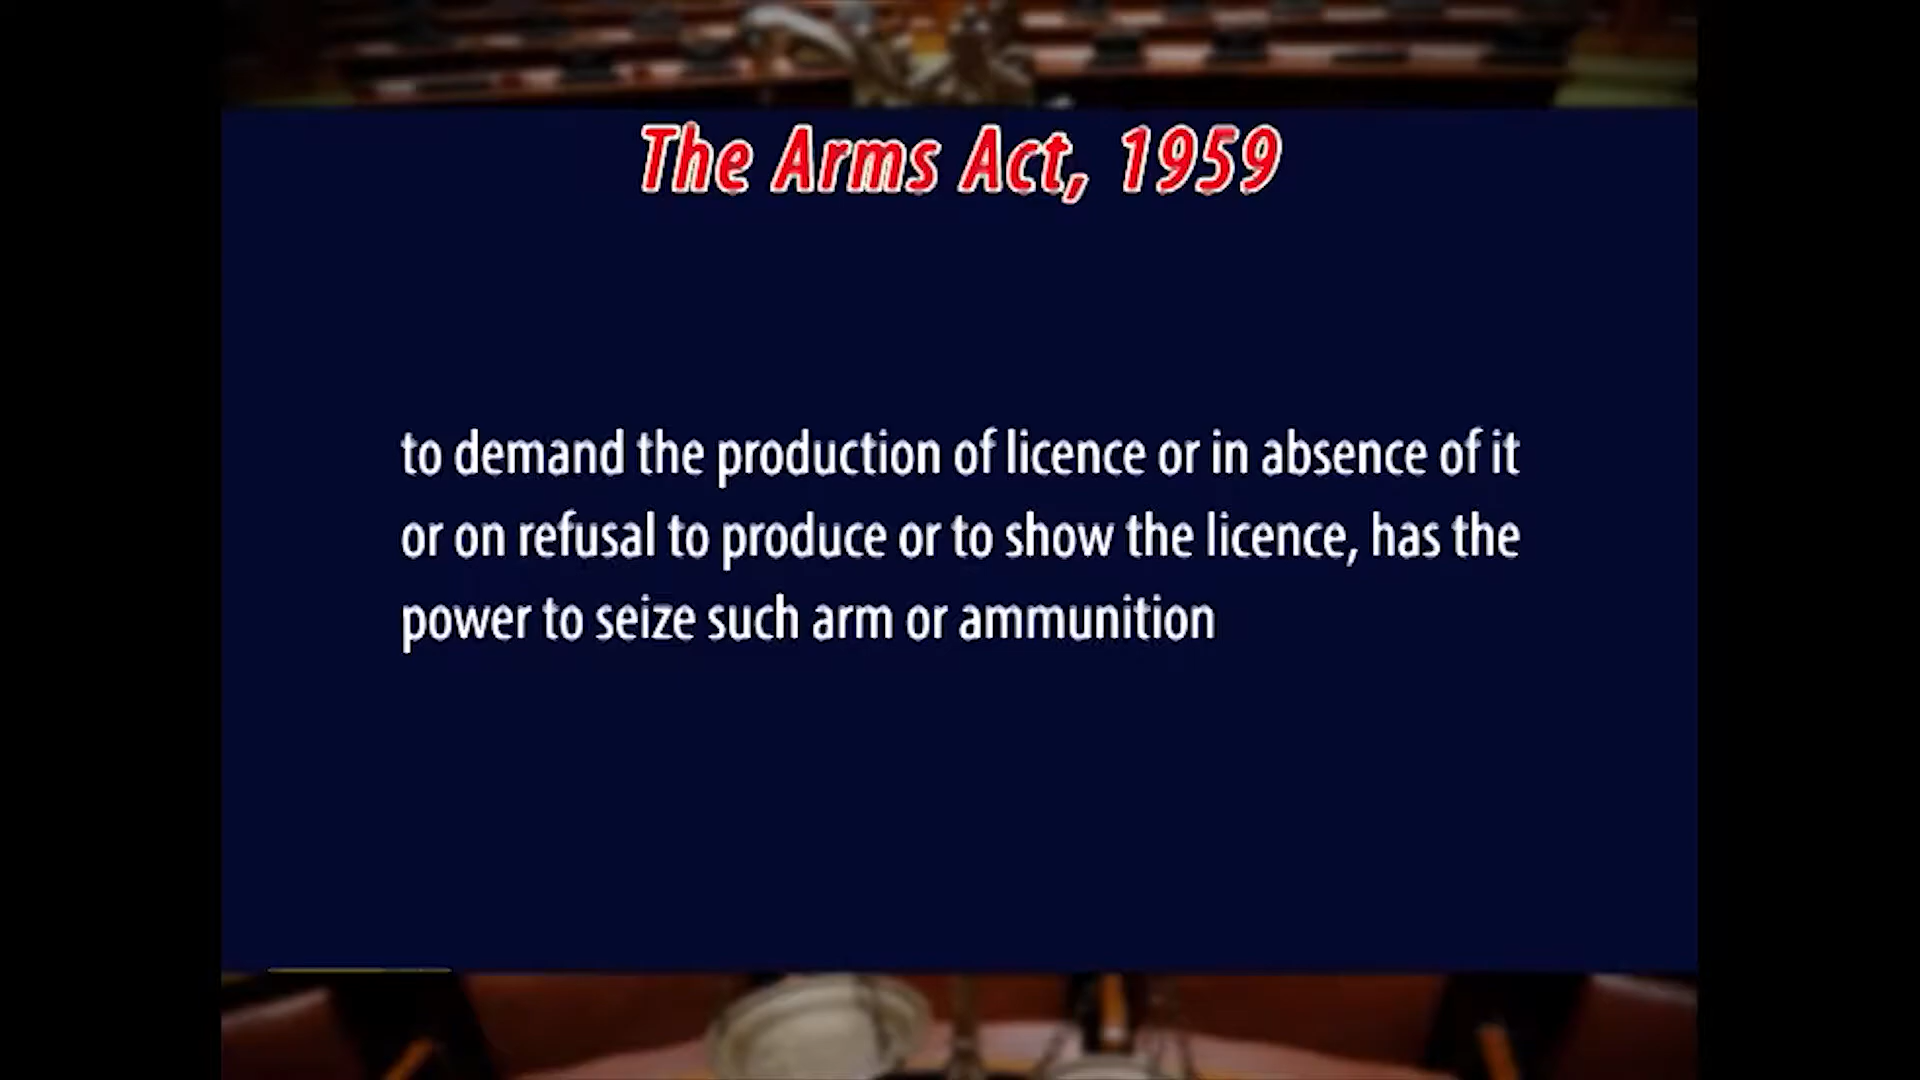 The Arms Act, 1959
to demand the production of licence or in absence of it
or on refusal to produce or to show the licence, has the
power to seize such arm or ammunition